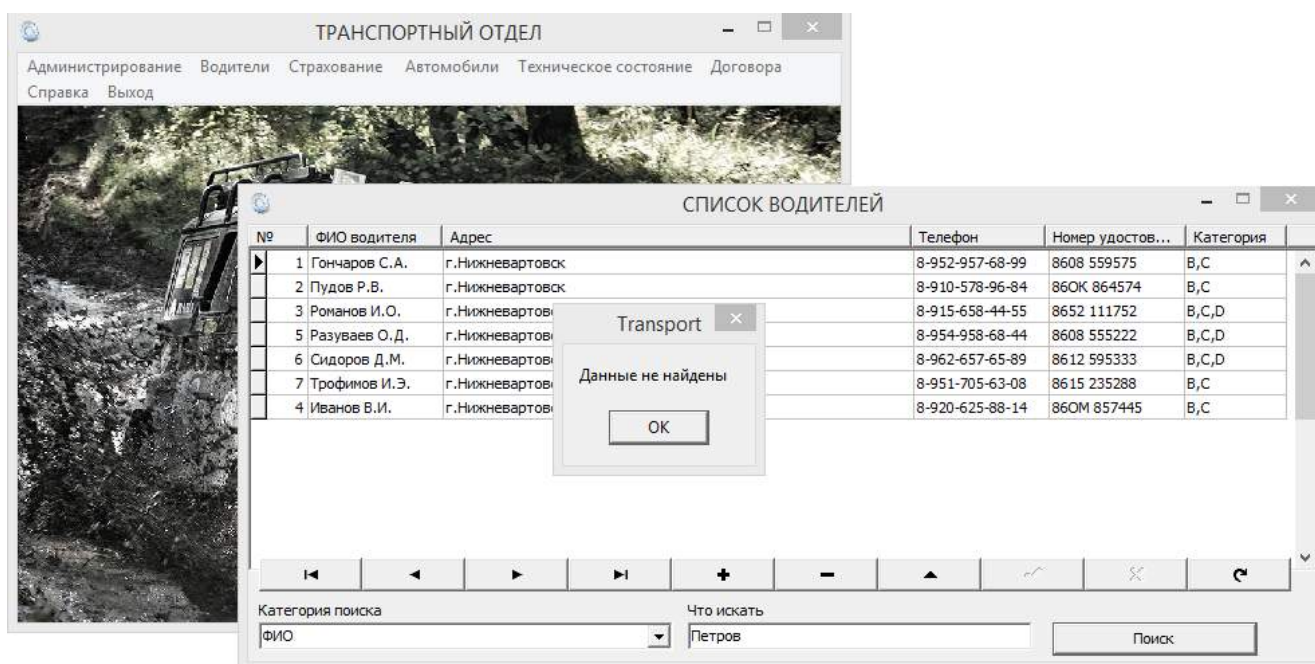 ТРАНСПОРТНЫЙ ОТДЕЛ
Администрирование Водители Страхование Автомобили Техническое состояние Договора
Справка Выход
СПИСОК ВОДИТЕЛЕЙ
№ ФИО водителя Адрес Телефон Номер удостов... Категория
1 Гончаров С.А. г.Нижневартовск 8-952-957-68-99 8608 559575 B,C
2 Пудов Р.В. г.Нижневартовск 8-910-578-96-84 86ОК 864574 B,C
3 Романов И.О. г.Нижневартов 8-915-658-44-55 8652 111752 B,C,D
5 Разуваев О.Д. г.Нижневартов 8-954-958-68-44 8608 555222 B,C,D
6 Сидоров Д.М. г.Нижневартов 8-962-657-65-89 8612 595333 B,C,D
7 Трофимов И.Э. г.Нижневартов 8-951-705-63-08 8615 235288 B,C
4 Иванов В.И. г.Нижневартов 8-920-625-88-14 86ОМ 857445 B,C
Transport
Данные не найдены
OK
Категория поиска Что искать
ФИО Петров Поиск